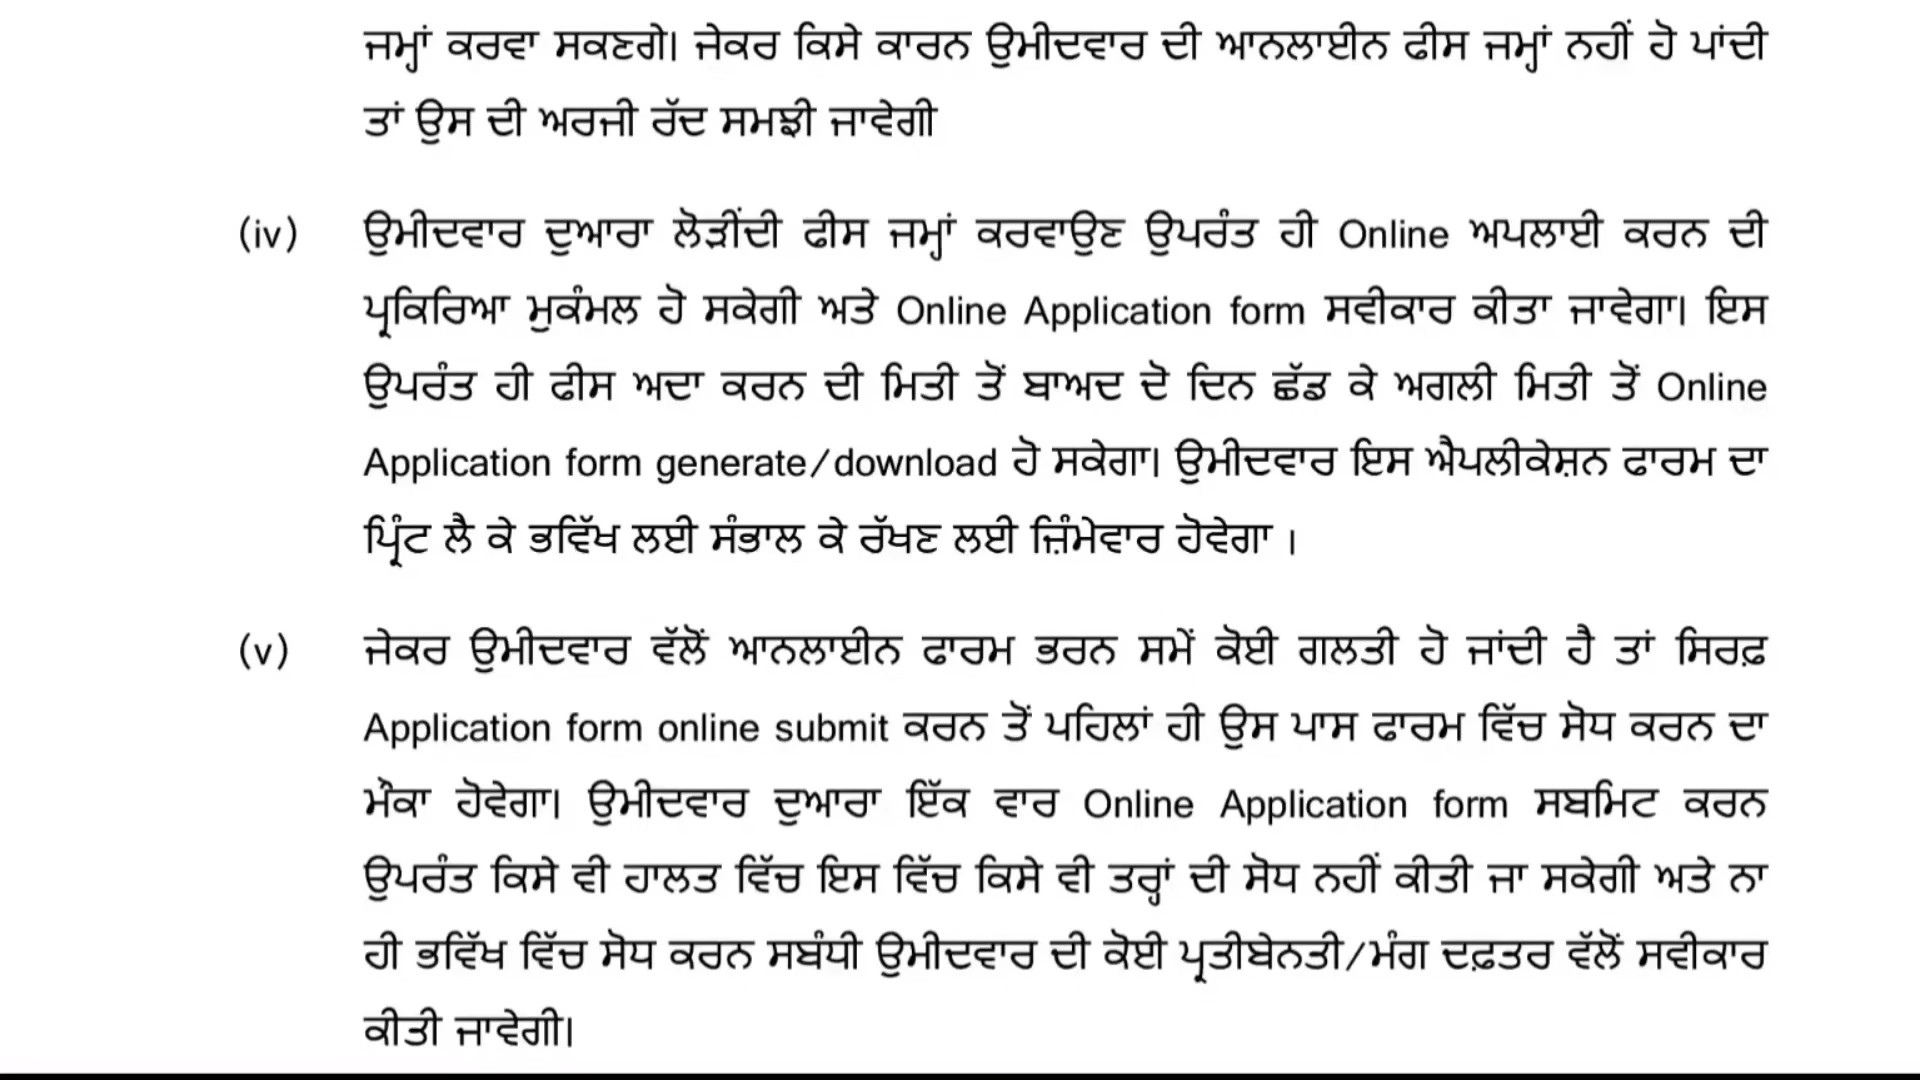 ਜਮ੍ਹਾਂ ਕਰਵਾ ਸਕਣਗੇ। ਜੇਕਰ ਕਿਸੇ ਕਾਰਨ ਉਮੀਦਵਾਰ ਦੀ ਆਨਲਾਈਨ ਫੀਸ ਜਮ੍ਹਾਂ ਨਹੀਂ ਹੋ ਪਾਂਦੀ
ਤਾਂ ਉਸ ਦੀ ਅਰਜੀ ਰੱਦ ਸਮਝੀ ਜਾਵੇਗੀ
(iv) ਉਮੀਦਵਾਰ ਦੁਆਰਾ ਲੋੜੀਂਦੀ ਫੀਸ ਜਮ੍ਹਾਂ ਕਰਵਾਉਣ ਉਪਰੰਤ ਹੀ Online ਅਪਲਾਈ ਕਰਨ ਦੀ
ਪ੍ਰਕਿਰਿਆ ਮੁਕੰਮਲ ਹੋ ਸਕੇਗੀ ਅਤੇ Online Application form ਸਵੀਕਾਰ ਕੀਤਾ ਜਾਵੇਗਾ। ਇਸ
ਉਪਰੰਤ ਹੀ ਫੀਸ ਅਦਾ ਕਰਨ ਦੀ ਮਿਤੀ ਤੋਂ ਬਾਅਦ ਦੋ ਦਿਨ ਛੱਡ ਕੇ ਅਗਲੀ ਮਿਤੀ ਤੋਂ Online
Application form generate/download ਹੋ ਸਕੇਗਾ। ਉਮੀਦਵਾਰ ਇਸ ਐਪਲੀਕੇਸ਼ਨ ਫਾਰਮ ਦਾ
ਪ੍ਰਿੰਟ ਲੈ ਕੇ ਭਵਿੱਖ ਲਈ ਸੰਭਾਲ ਕੇ ਰੱਖਣ ਲਈ ਜ਼ਿੰਮੇਵਾਰ ਹੋਵੇਗਾ ।
(v) ਜੇਕਰ ਉਮੀਦਵਾਰ ਵੱਲੋਂ ਆਨਲਾਈਨ ਫਾਰਮ ਭਰਨ ਸਮੇਂ ਕੋਈ ਗਲਤੀ ਹੋ ਜਾਂਦੀ ਹੈ ਤਾਂ ਸਿਰਫ਼
Application form online submit ਕਰਨ ਤੋਂ ਪਹਿਲਾਂ ਹੀ ਉਸ ਪਾਸ ਫਾਰਮ ਵਿੱਚ ਸੋਧ ਕਰਨ ਦਾ
ਮੌਕਾ ਹੋਵੇਗਾ। ਉਮੀਦਵਾਰ ਦੁਆਰਾ ਇੱਕ ਵਾਰ Online Application form ਸਬਮਿਟ ਕਰਨ
ਉਪਰੰਤ ਕਿਸੇ ਵੀ ਹਾਲਤ ਵਿੱਚ ਇਸ ਵਿੱਚ ਕਿਸੇ ਵੀ ਤਰ੍ਹਾਂ ਦੀ ਸੋਧ ਨਹੀਂ ਕੀਤੀ ਜਾ ਸਕੇਗੀ ਅਤੇ ਨਾ
ਹੀ ਭਵਿੱਖ ਵਿੱਚ ਸੋਧ ਕਰਨ ਸਬੰਧੀ ਉਮੀਦਵਾਰ ਦੀ ਕੋਈ ਪ੍ਰਤੀਬੇਨਤੀ/ਮੰਗ ਦਫ਼ਤਰ ਵੱਲੋਂ ਸਵੀਕਾਰ
ਕੀਤੀ ਜਾਵੇਗੀ।